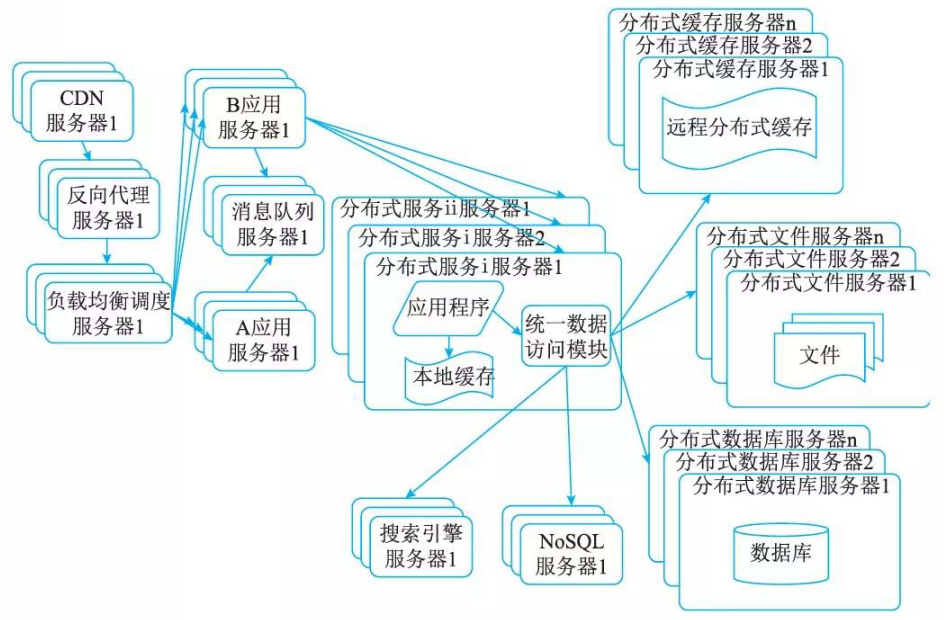 CDN
服务器1
反向代理
服务器1
负载均衡调度
服务器1
B应用
服务器1
消息队列
服务器1
A应用
服务器1
分布式服务ii服务器1
分布式服务i服务器2
分布式服务i服务器1
应用程序
本地缓存
统一数据
访问模块
分布式缓存服务器n
分布式缓存服务器2
分布式缓存服务器1
远程分布式缓存
分布式文件服务器n
分布式文件服务器2
分布式文件服务器1
文件
分布式数据库服务器n
分布式数据库服务器2
分布式数据库服务器1
数据库
搜索引擎
服务器1
NoSQL
服务器1